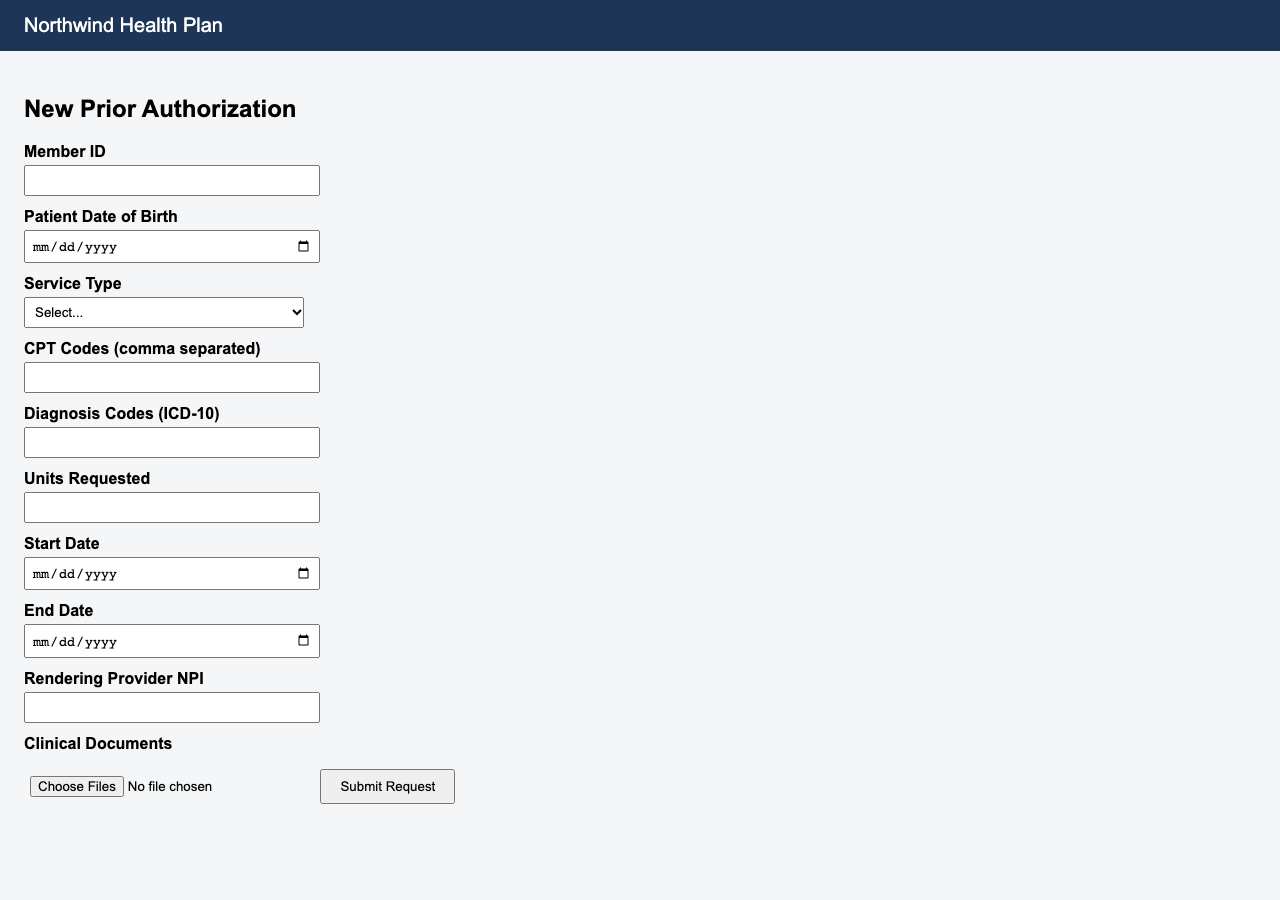 Northwind Health Plan
New Prior Authorization
Member ID
Patient Date of Birth
mm/dd/yyyy
Service Type
Select...
CPT Codes (comma separated)
Diagnosis Codes (ICD-10)
Units Requested
Start Date
mm/dd/yyyy
End Date
mm/dd/yyyy
Rendering Provider NPI
Clinical Documents
Choose Files No file chosen Submit Request